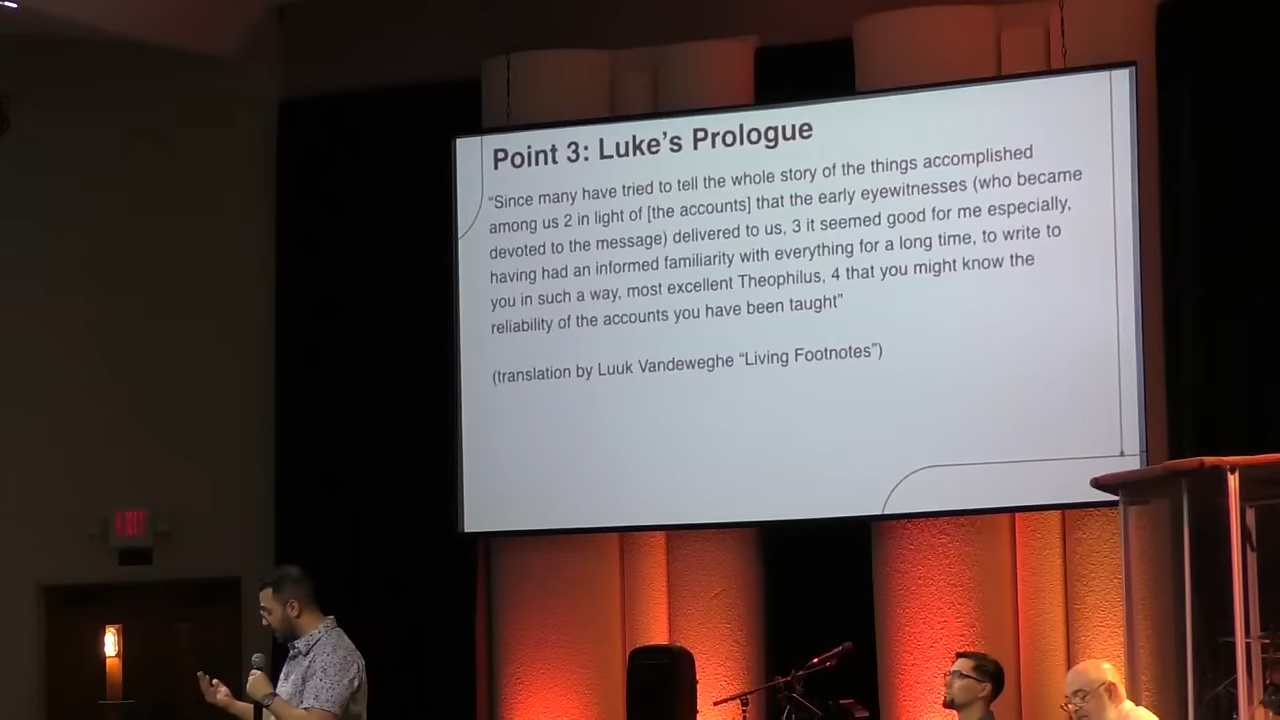 Point 3: Luke's Prologue
“Since many have tried to tell the whole story of the things accomplished
among us 2 in light of [the accounts] that the early eyewitnesses (who became
devoted to the message) delivered to us, 3 it seemed good for me especially,
having had an informed familiarity with everything for a long time, to write to
you in such a way, most excellent Theophilus, 4 that you might know the
reliability of the accounts you have been taught”
(translation by Luuk Vandeweghe “Living Footnotes”)
EXIT